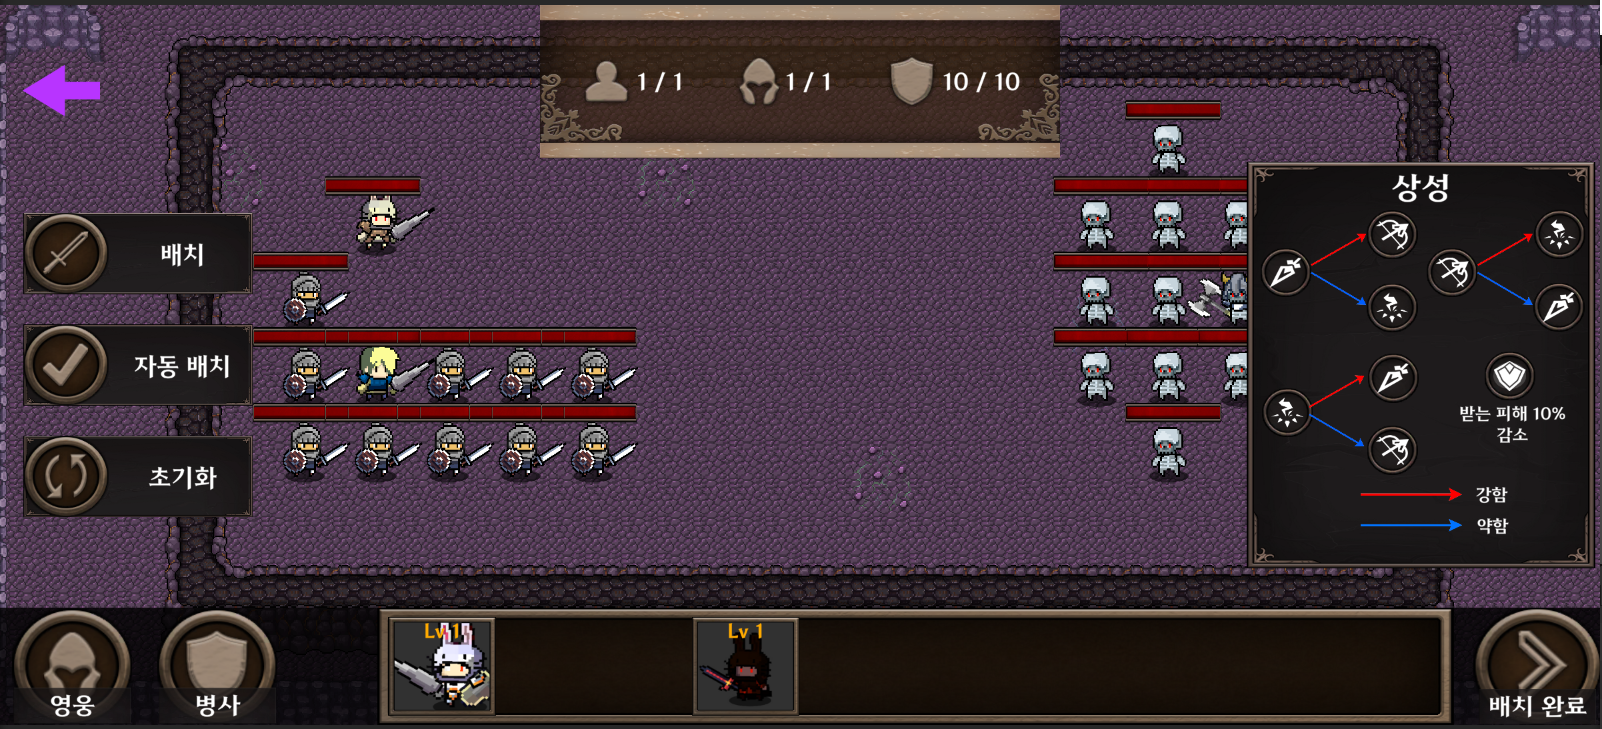 1 / 1
1 / 1
10 / 10
상성
배치
자동 배치
초기화
받는 피해 10%
감소
강함
약함
영웅
병사
Lv 1
Lv 1
배치 완료